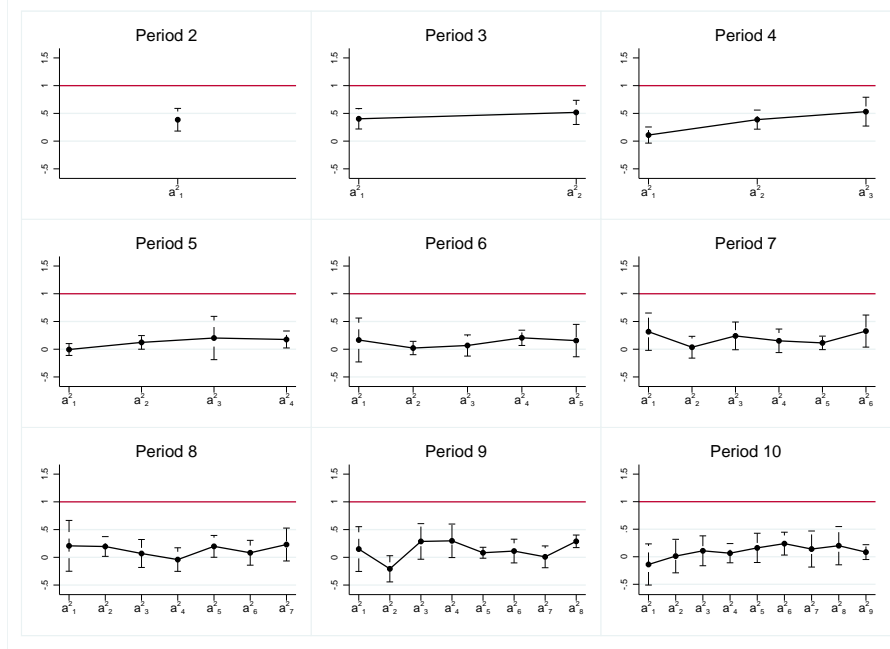 Period 2
1.5
1
.5
0
-.5
a²₁
Period 3
1.5
1
.5
0
-.5
a²₁ a²₂
Period 4
1.5
1
.5
0
-.5
a²₁ a²₂ a²₃
Period 5
1.5
1
.5
0
-.5
a²₁ a²₂ a²₃ a²₄
Period 6
1.5
1
.5
0
-.5
a²₁ a²₂ a²₃ a²₄ a²₅
Period 7
1.5
1
.5
0
-.5
a²₁ a²₂ a²₃ a²₄ a²₅ a²₆
Period 8
1.5
1
.5
0
-.5
a²₁ a²₂ a²₃ a²₄ a²₅ a²₆ a²₇
Period 9
1.5
1
.5
0
-.5
a²₁ a²₂ a²₃ a²₄ a²₅ a²₆ a²₇ a²₈
Period 10
1.5
1
.5
0
-.5
a²₁ a²₂ a²₃ a²₄ a²₅ a²₆ a²₇ a²₈ a²₉